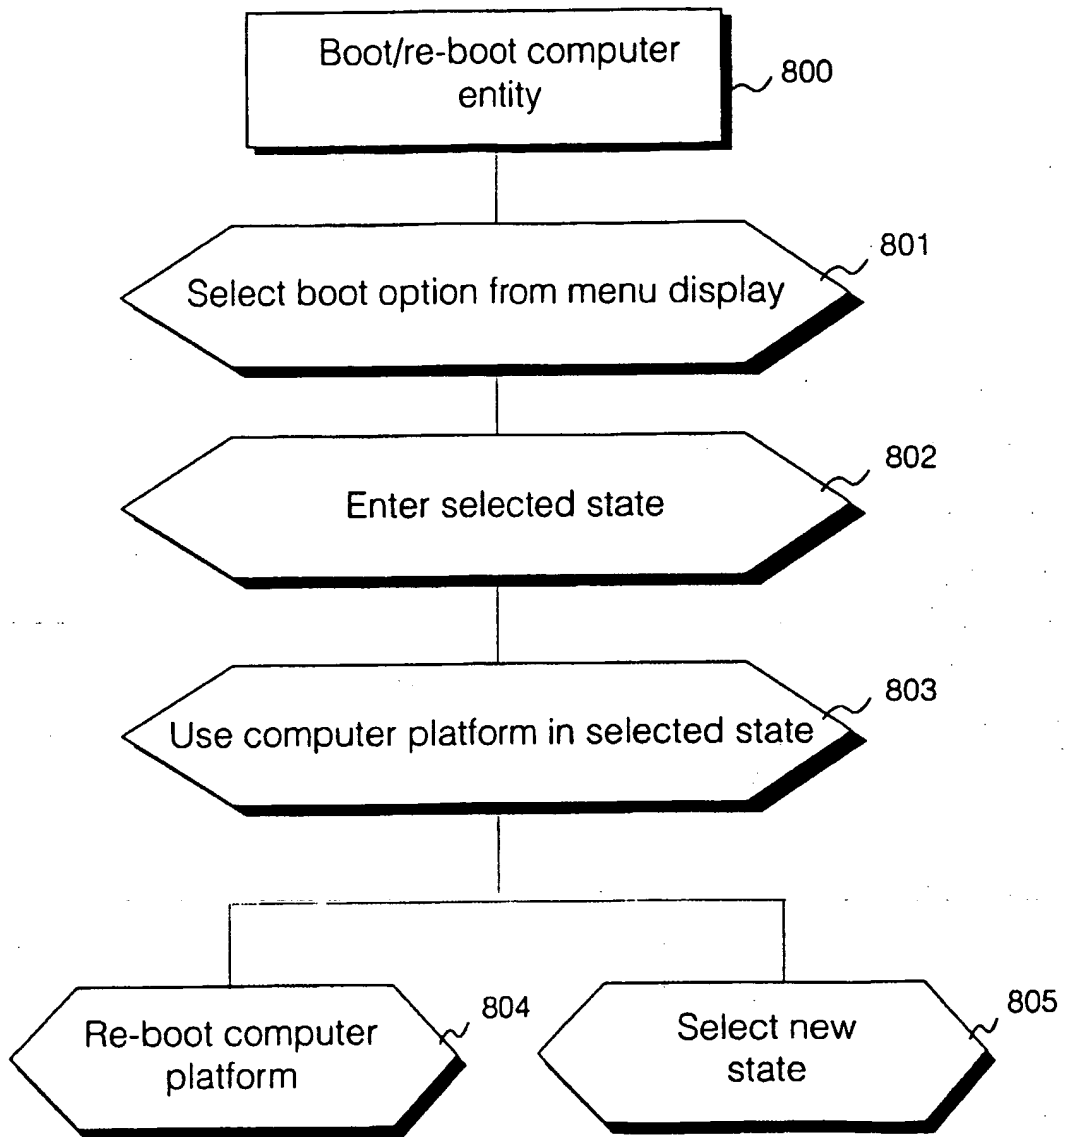 Boot/re-boot computer
entity
800
801
Select boot option from menu display
802
Enter selected state
803
Use computer platform in selected state
804
Re-boot computer
platform
805
Select new
state